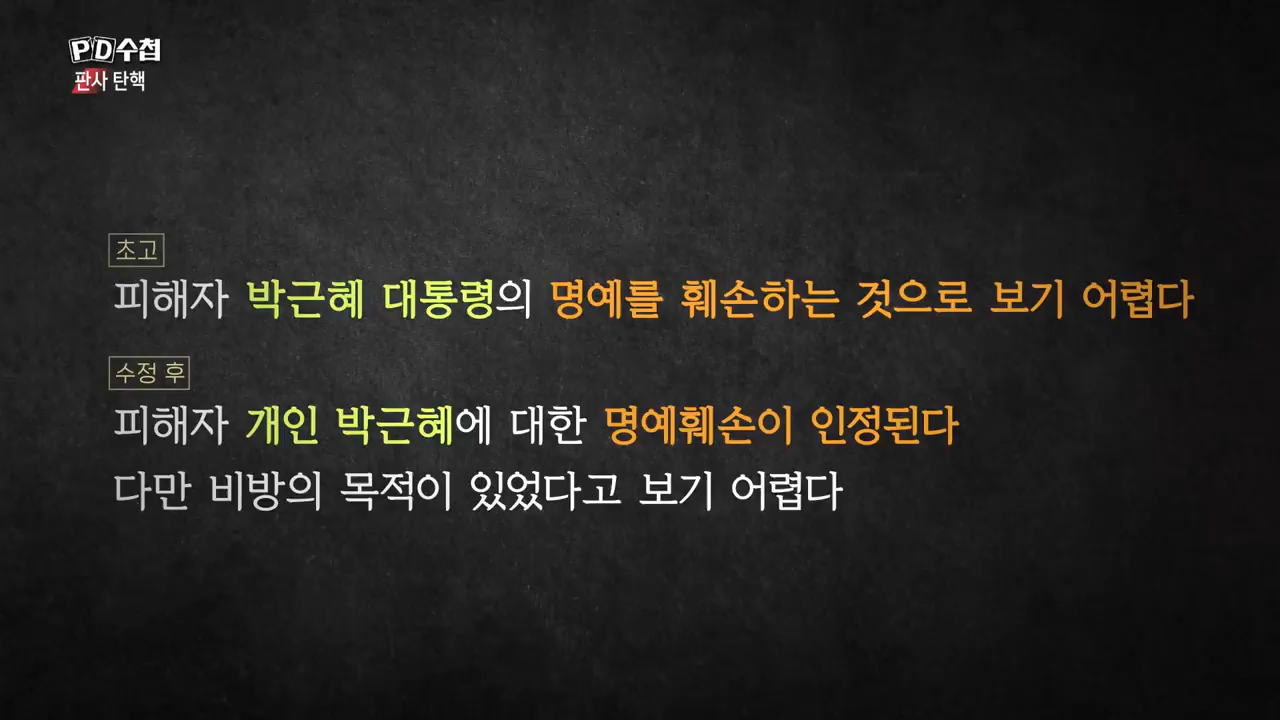 PD수첩
판사 탄핵
초고
피해자 박근혜 대통령의 명예를 훼손하는 것으로 보기 어렵다
수정 후
피해자 개인 박근혜에 대한 명예훼손이 인정된다
다만 비방의 목적이 있었다고 보기 어렵다